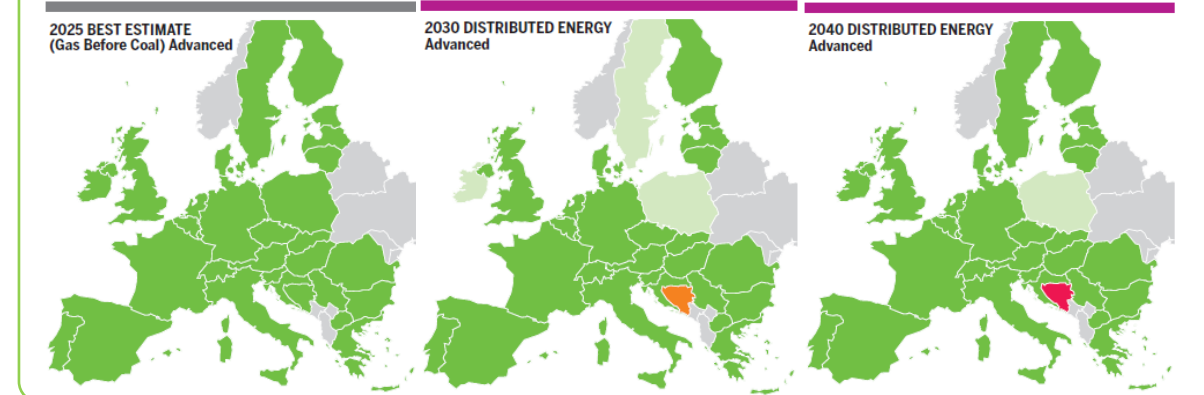 2025 BEST ESTIMATE
(Gas Before Coal) Advanced
2030 DISTRIBUTED ENERGY
Advanced
2040 DISTRIBUTED ENERGY
Advanced